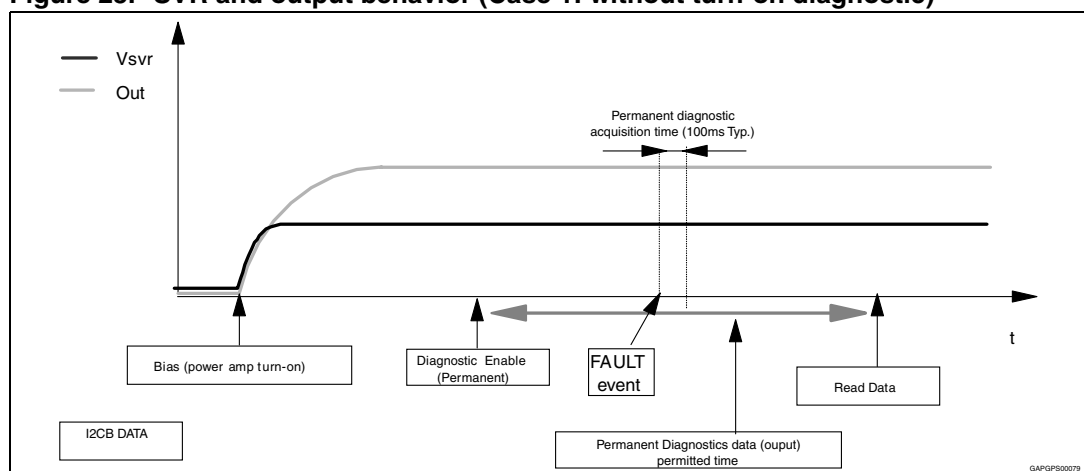 Figure SVR and output behavior (Case 1: without turn-on diagnostic)
Vsvr
Out
Permanent diagnostic
acquisition time (100ms Typ.)
t
Bias (power amp turn-on)
Diagnostic Enable
(Permanent)
FAULT
event
Read Data
I2CB DATA
Permanent Diagnostics data (ouput)
permitted time
GAPGPS00079